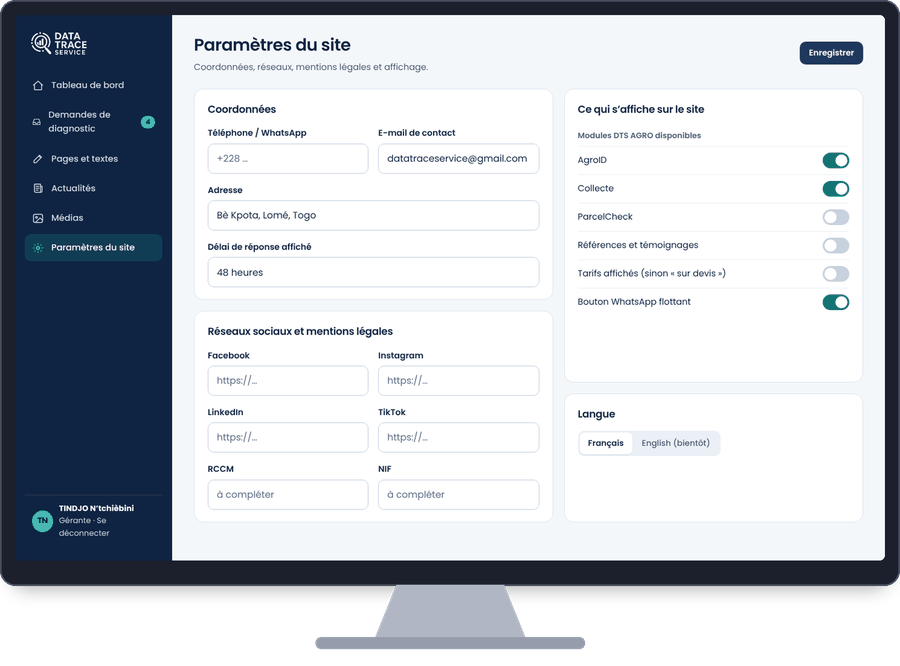 DATA
TRACE
SERVICE
Tableau de bord
Demandes de
diagnostic
4
Pages et textes
Actualités
Médias
Paramètres du site
TN
TINDJO N'tchièbini
Gérante · Se
déconnecter
Paramètres du site
Coordonnées, réseaux, mentions légales et affichage.
Enregistrer
Coordonnées
Téléphone / WhatsApp
E-mail de contact
+228 ...
datatraceservice@gmail.com
Adresse
Bè Kpota, Lomé, Togo
Délai de réponse affiché
48 heures
Réseaux sociaux et mentions légales
Facebook
Instagram
https://...
https://...
LinkedIn
TikTok
https://...
https://...
RCCM
NIF
à compléter
à compléter
Ce qui s'affiche sur le site
Modules DTS AGRO disponibles
AgroID
Collecte
ParcelCheck
Références et témoignages
Tarifs affichés (sinon « sur devis »)
Bouton WhatsApp flottant
Langue
Français
English (bientôt)